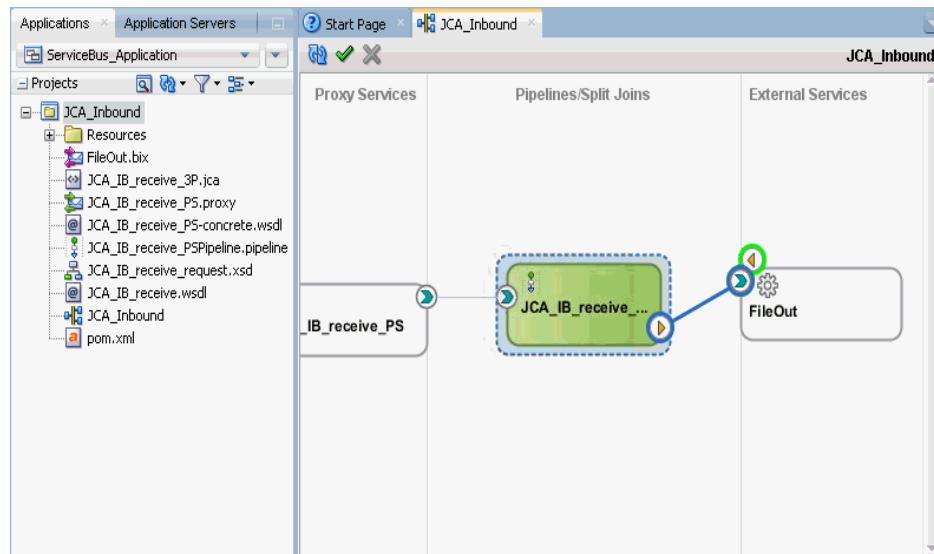 Applications
Application Servers
Start Page
JCA_Inbound
ServiceBus_Application
JCA_Inbound
Projects
Proxy Services
Pipelines/Split Joins
External Services
JCA_Inbound
Resources
FileOut.bix
JCA_IB_receive_3P.jca
JCA_IB_receive_PS.proxy
JCA_IB_receive_PS-concrete.wsdl
JCA_IB_receive_PSPipeline.pipeline
JCA_IB_receive_request.xsd
JCA_IB_receive.wsdl
JCA_Inbound
pom.xml
_IB_receive_PS
JCA_IB_receive_...
FileOut